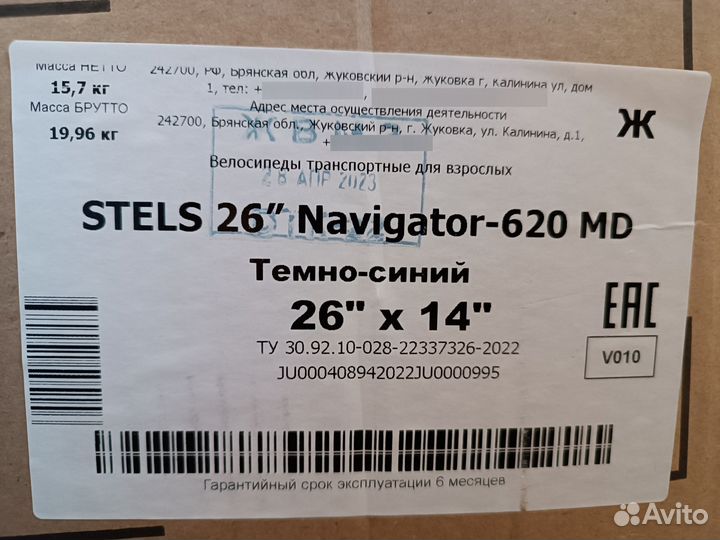 Масса НЕТТО
15,7 кг
Масса БРУТТО
19,96 кг
242700, РФ, Брянская обл, Жуковский р-н, Жуковка г, Калинина ул, дом
1, тел: +
Адрес места осуществления деятельности
242700, Брянская обл., Жуковский р-н, г. Жуковка, ул. Калинина, д.1,
+
Ж
Велосипеды транспортные для взрослых
28 АПР 2023
STELS 26” Navigator-620 MD
Темно-синий
26" x 14"
ТУ 30.92.10-028-22337326-2022
JU000408942022JU0000995
EAC
V010
Гарантийный срок эксплуатации 6 месяцев
Avito